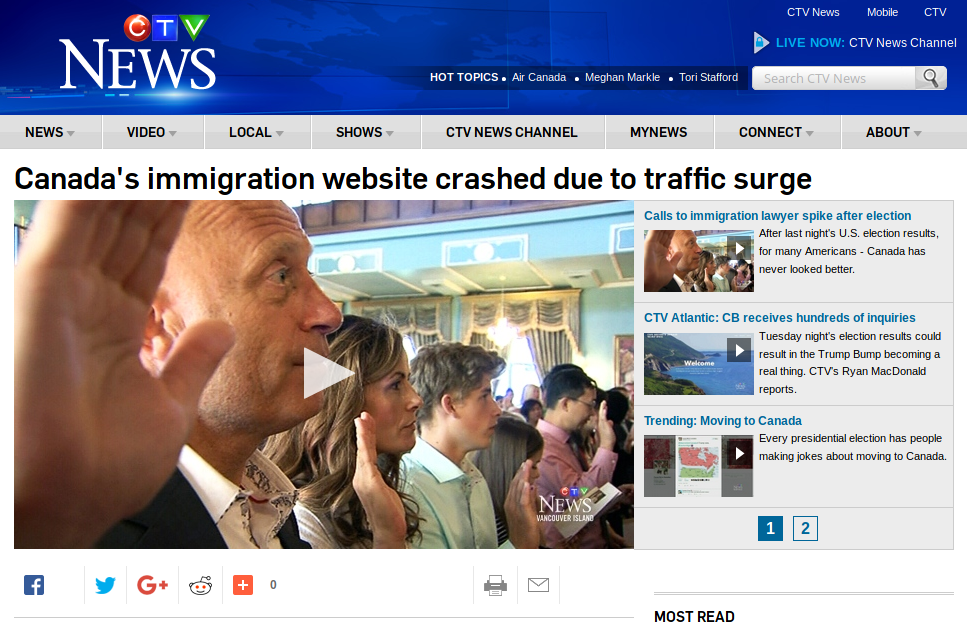 CTV News
Mobile
CTV
CTV
NEWS
LIVE NOW: CTV News Channel
HOT TOPICS • Air Canada • Meghan Markle • Tori Stafford
Search CTV News
NEWS
VIDEO
LOCAL
SHOWS
CTV NEWS CHANNEL
MYNEWS
CONNECT
ABOUT
Canada's immigration website crashed due to traffic surge
CTV
NEWS
VANCOUVER ISLAND
Calls to immigration lawyer spike after election
After last night's U.S. election results,
for many Americans - Canada has
never looked better.
CTV Atlantic: CB receives hundreds of inquiries
Welcome
Tuesday night's election results could
result in the Trump Bump becoming a
real thing. CTV's Ryan MacDonald
reports.
Trending: Moving to Canada
Every presidential election has people
making jokes about moving to Canada.
1 2
0
MOST READ